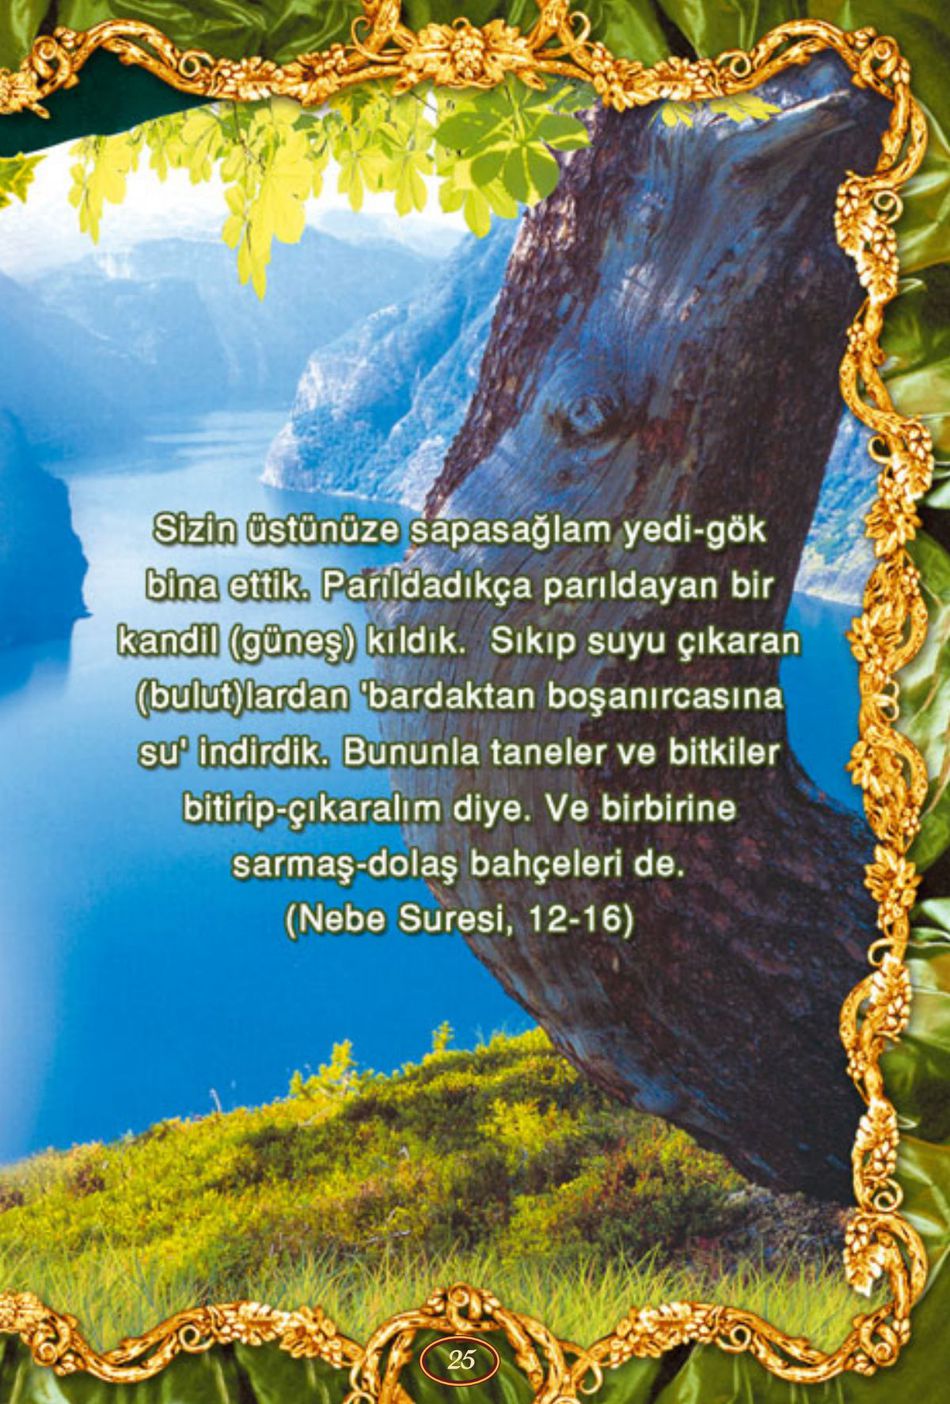 Sizin üstünüze sapasağlam yedi-gök
bina ettik. Parıldadıkça parıldayan bir
kandil (güneş) kıldık. Sıkıp suyu çıkaran
(bulut)lardan 'bardaktan boşanırcasına
su' indirdik. Bununla taneler ve bitkiler
bitirip-çıkaralım diye. Ve birbirine
sarmaş-dolaş bahçeleri de.
(Nebe Suresi, 12-16)
25